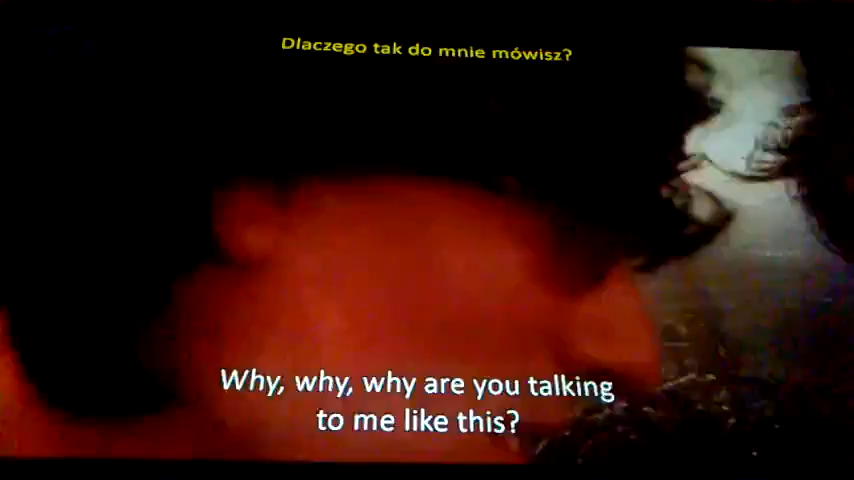 Dlaczego tak do mnie mówisz?
Why, why, why are you talking
to me like this?